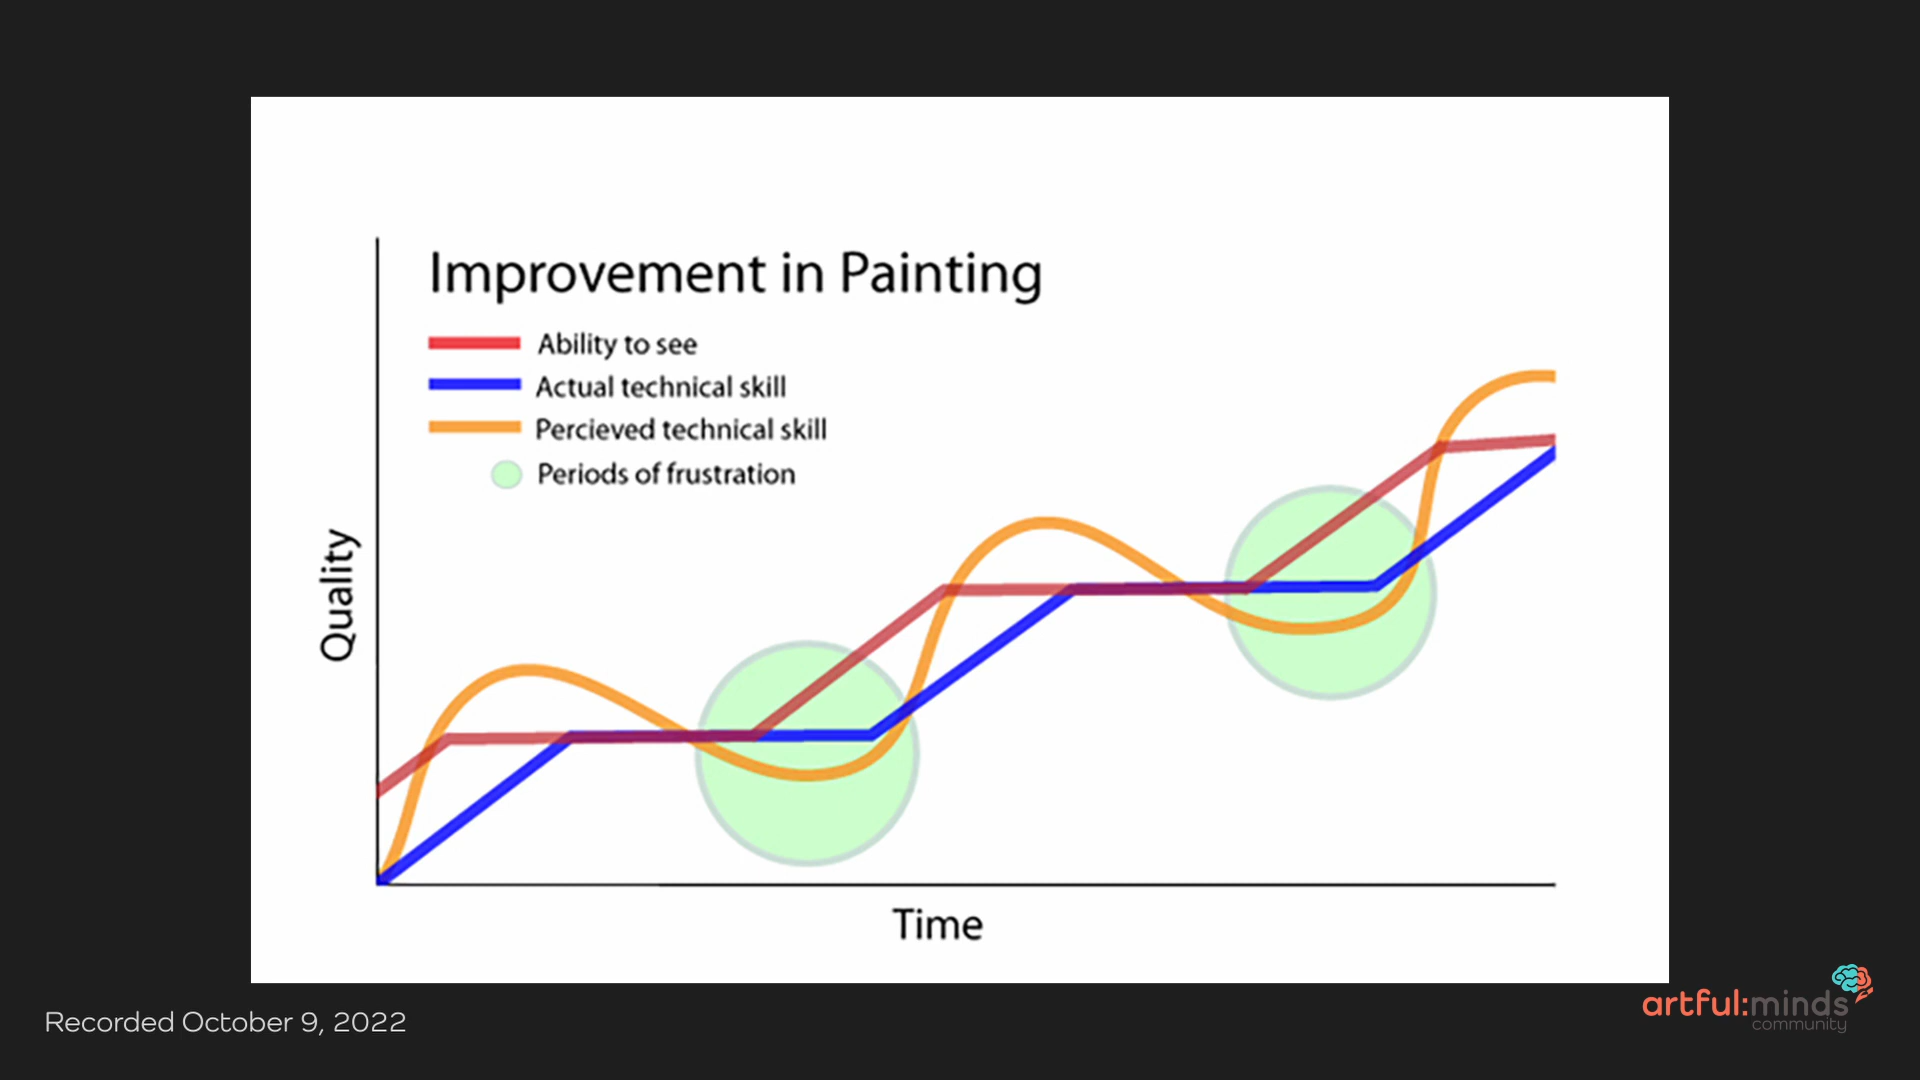 Improvement in Painting
Ability to see
Actual technical skill
Percieved technical skill
Periods of frustration
Quality
Time
Recorded October 9, 2022
artful:minds
community